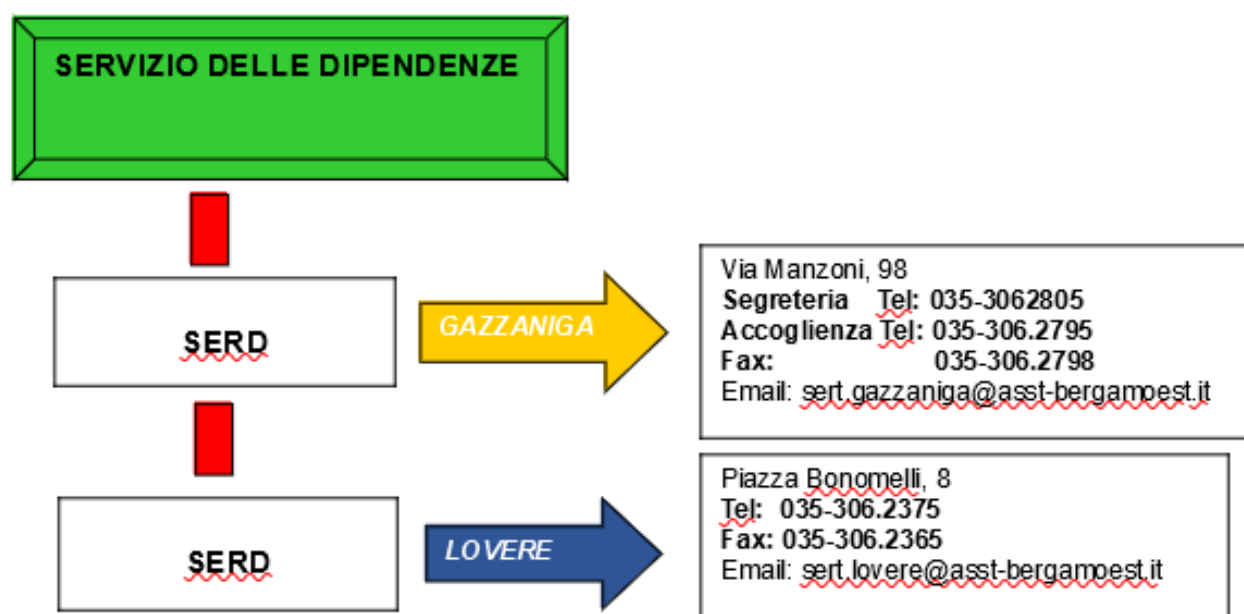 SERVIZIO DELLE DIPENDENZE
SERD
GAZZANIGA
Via Manzoni, 98
Segreteria Tel: 035-3062805
Accoglienza Tel: 035-306.2795
Fax: 035-306.2798
Email: sert.gazzaniga@asst-bergamoest.it
SERD
LOVERE
Piazza Bonomelli, 8
Tel: 035-306.2375
Fax: 035-306.2365
Email: sert.lovere@asst-bergamoest.it